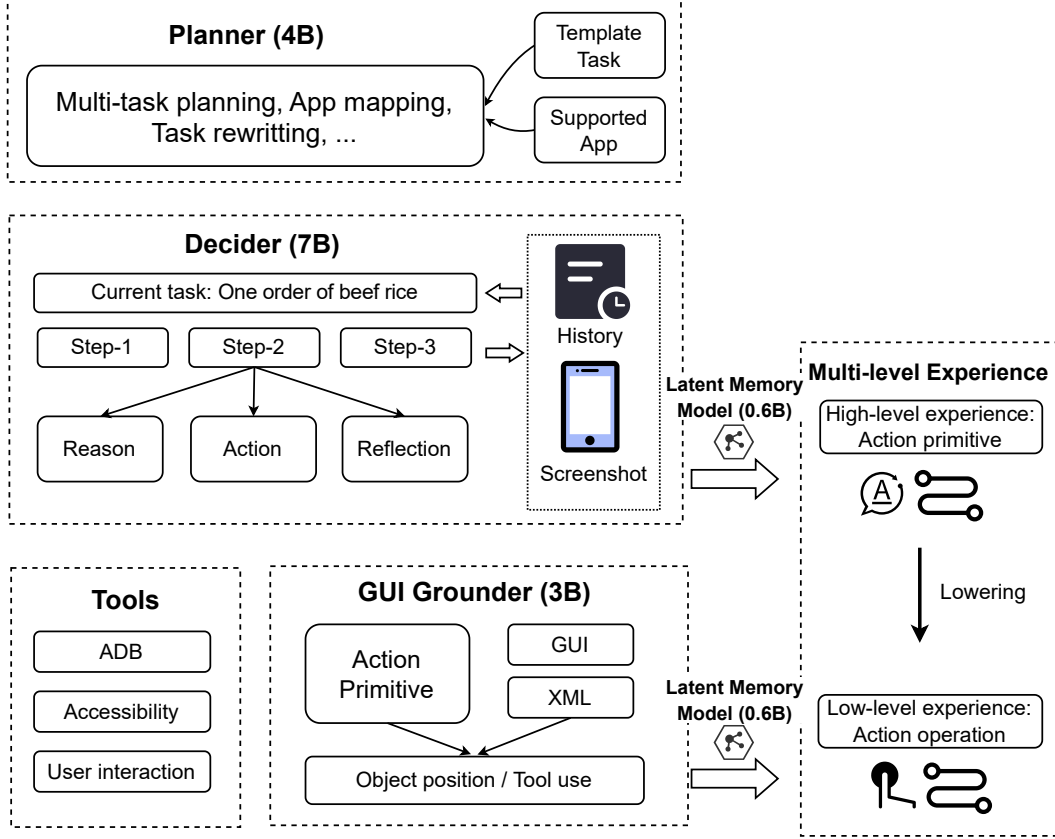 Planner (4B)
Multi-task planning, App mapping,
Task rewritting, ...
Template
Task
Supported
App
Decider (7B)
Current task: One order of beef rice
Step-1
Step-2
Step-3
Reason
Action
Reflection
History
Screenshot
Latent Memory
Model (0.6B)
Multi-level Experience
High-level experience:
Action primitive
A
Lowering
Low-level experience:
Action operation
Tools
ADB
Accessibility
User interaction
GUI Grounder (3B)
Action
Primitive
GUI
XML
Object position / Tool use
Latent Memory
Model (0.6B)